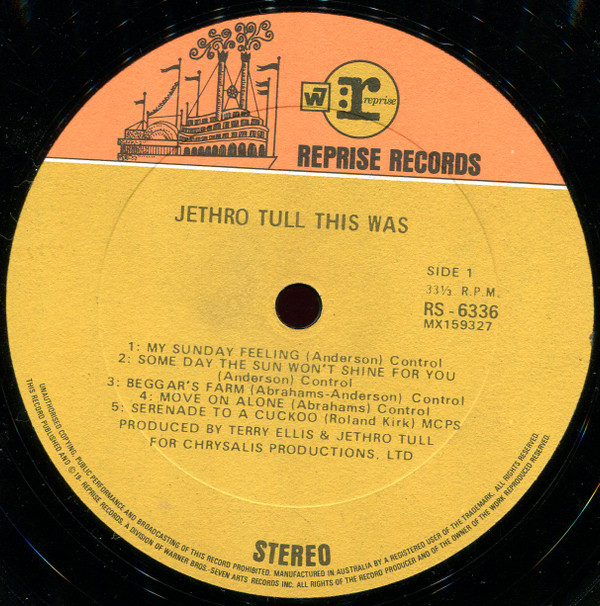 W7
r
reprise
REPRISE RECORDS
JETHRO TULL THIS WAS
SIDE 1
33⅓ R.P.M.
RS - 6336
MX159327
1: MY SUNDAY FEELING (Anderson) Control
2: SOME DAY THE SUN WON'T SHINE FOR YOU
(Anderson) Control
3: BEGGAR'S FARM (Abrahams-Anderson) Control
4: MOVE ON ALONE (Abrahams) Control
5: SERENADE TO A CUCKOO (Roland Kirk) MCPS
PRODUCED BY TERRY ELLIS & JETHRO TULL
FOR CHRYSALIS PRODUCTIONS, LTD
STEREO
UNAUTHORISED COPYING, PUBLIC PERFORMANCE AND BROADCASTING OF THIS RECORD PROHIBITED. MANUFACTURED IN AUSTRALIA BY A REGISTERED USER OF THE TRADEMARK. ALL RIGHTS RESERVED.
THIS RECORD PUBLISHED AND © 19- REPRISE RECORDS, A DIVISION OF WARNER BROS.-SEVEN ARTS RECORDS INC. ALL RIGHTS OF THE RECORD PRODUCER AND OF THE OWNER OF THE WORK REPRODUCED RESERVED.